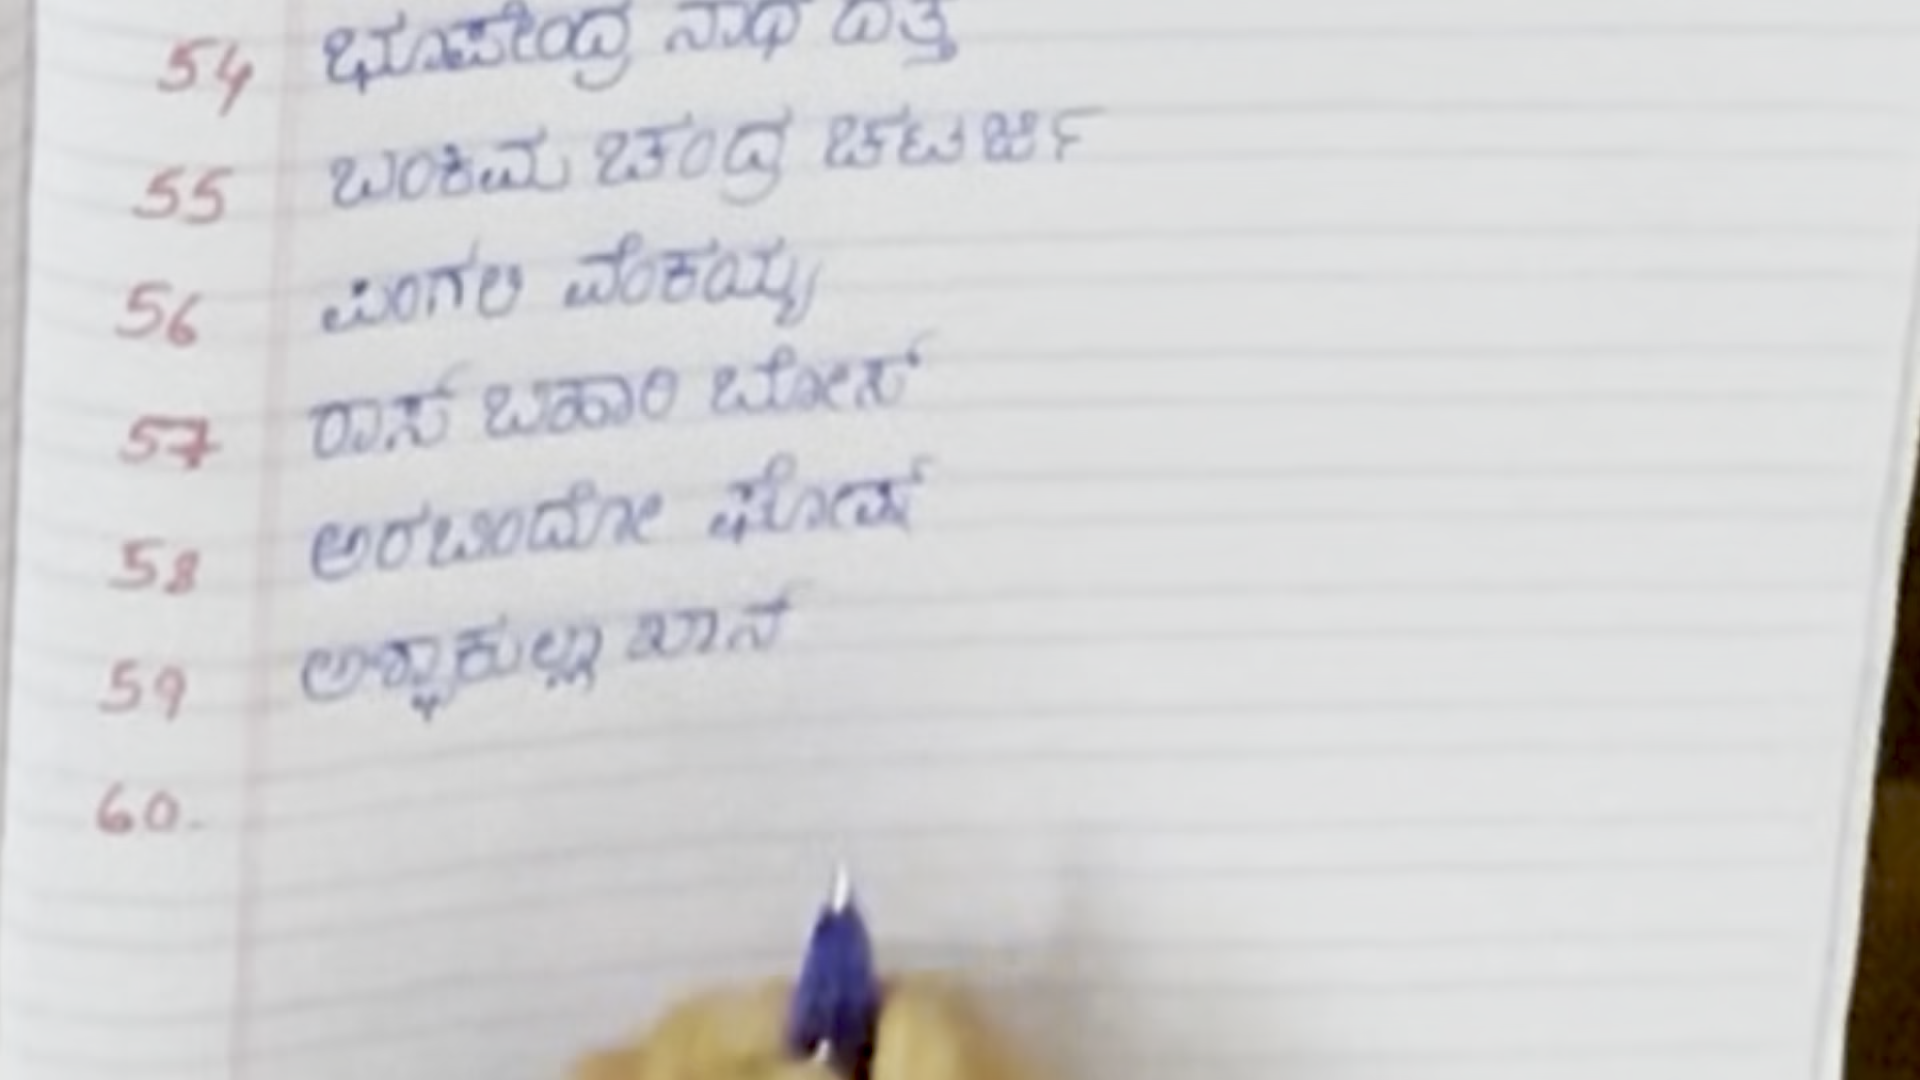 54 ಭೂಪೇಂದ್ರ ನಾಥ ದತ್ತ
55 ಬಂಕಿಮ ಚಂದ್ರ ಚಟರ್ಜಿ
56 ಪಿಂಗಲಿ ವೆಂಕಯ್ಯ
57 ರಾಸ್ ಬಿಹಾರಿ ಬೋಸ್
58 ಅರಬಿಂದೋ ಘೋಷ್
59 ಅಶ್ಫಾಕುಲ್ಲಾ ಖಾನ್
60.